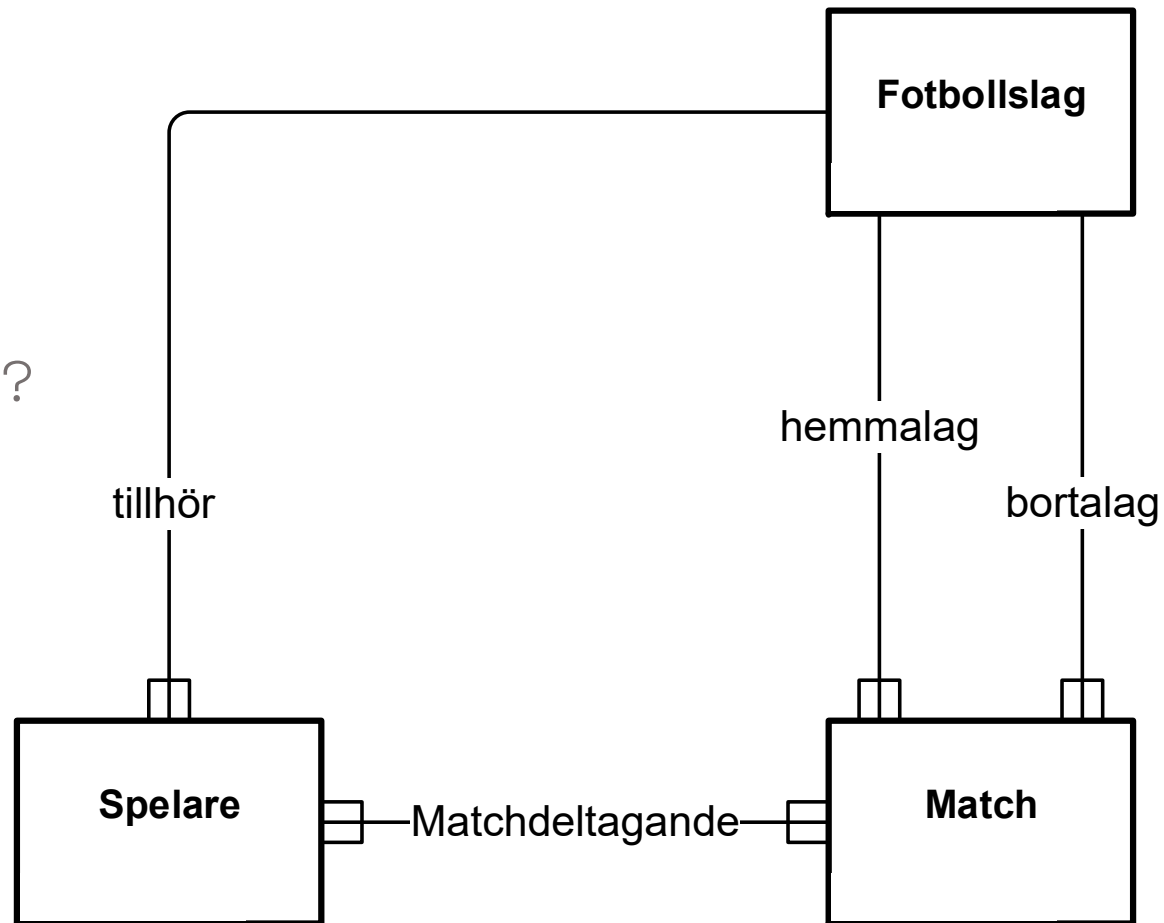 Fotbollslag
?
hemmalag
tillhör
bortalag
Spelare
Matchdeltagande
Match